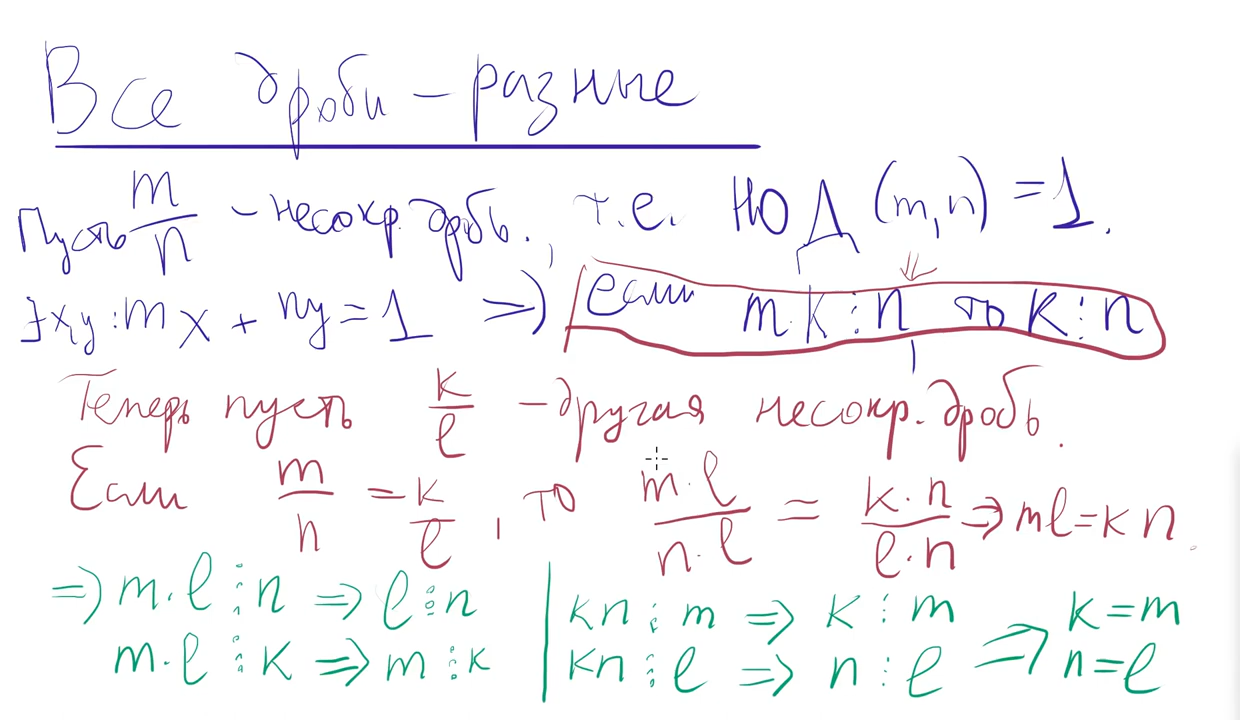 Все дроби – разные
Пусть m/n – несокр. дробь, т.е. НОД (m,n) = 1.
∃x,y : mx + ny = 1 ⇒ если m·k ⋮ n то k ⋮ n
Теперь пусть k/l – другая несокр. дробь.
Если m/n = k/l, то m·l/n·l = k·n/l·n ⇒ ml = kn.
⇒ m·l ⋮ n ⇒ l ⋮ n | kn ⋮ m ⇒ k ⋮ m ⇒ k = m
m·l ⋮ k ⇒ m ⋮ k | kn ⋮ l ⇒ n ⋮ l n = l